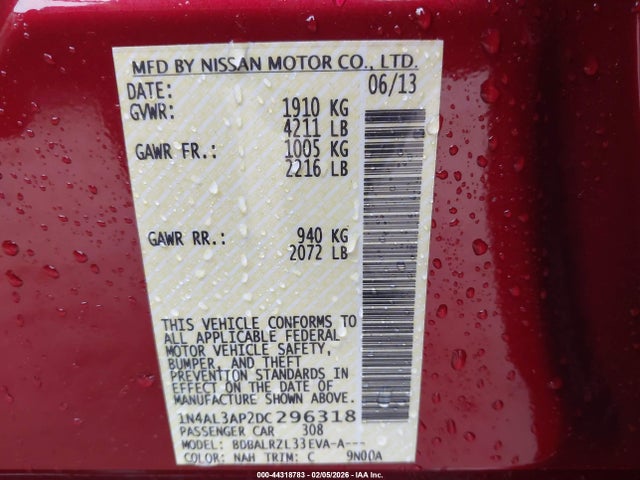 MFD BY NISSAN MOTOR CO., LTD.
DATE: 06/13
GVWR: 1910 KG
4211 LB
GAWR FR.: 1005 KG
2216 LB
GAWR RR.: 940 KG
2072 LB
THIS VEHICLE CONFORMS TO
ALL APPLICABLE FEDERAL
MOTOR VEHICLE SAFETY,
BUMPER, AND THEFT
PREVENTION STANDARDS IN
EFFECT ON THE DATE OF
MANUFACTURE SHOWN ABOVE.
1N4AL3AP2DC296318
PASSENGER CAR 308
MODEL: BDBALRZL33EVA-A---
COLOR: NAH TRIM: C 9N00A
000-44318783 - 02/05/2026 - IAA Inc.